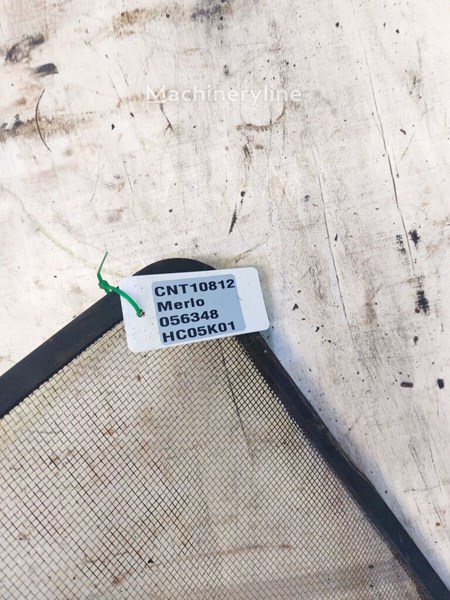 Machineryline
CNT10812
Merlo
056348
HC05K01